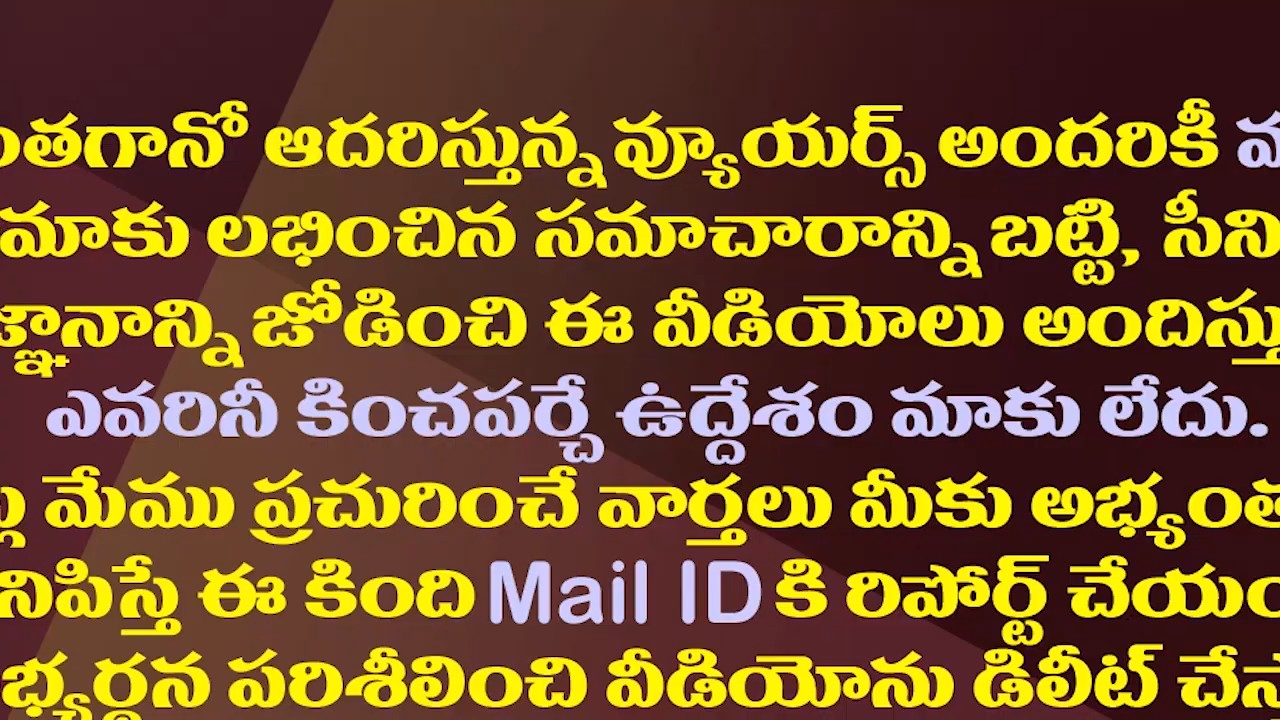 ఆదరిస్తున్న వ్యూయర్స్ అందరికీ
మాకు లభించిన సమాచారాన్ని బట్టి,
జోడించి ఈ వీడియోలు
ఎవరినీ కించపర్చే ఉద్దేశం మాకు లేదు.
మేము ప్రచురించే వార్తలు మీకు
ఈ కింది Mail ID కి రిపోర్ట్
పరిశీలించి వీడియోను డిలీట్